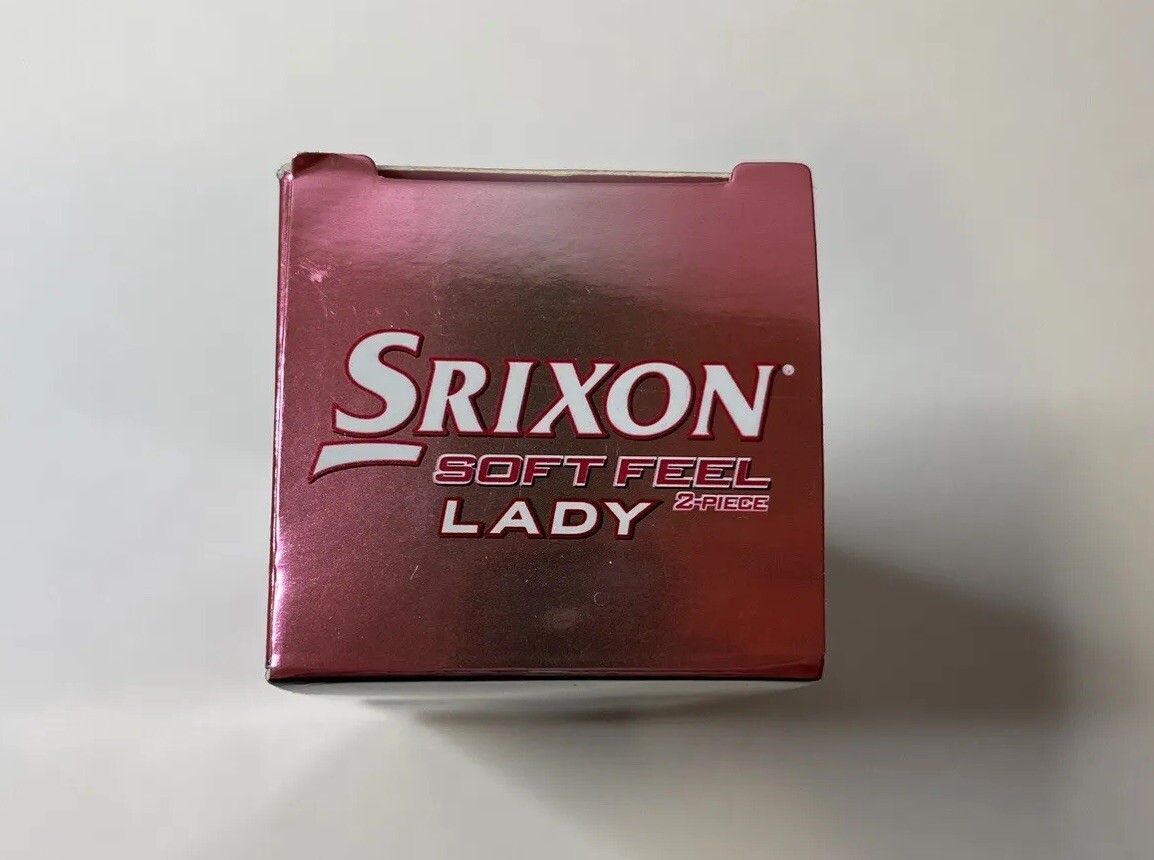 SRIXON®
SOFT FEEL
2-PIECE
LADY